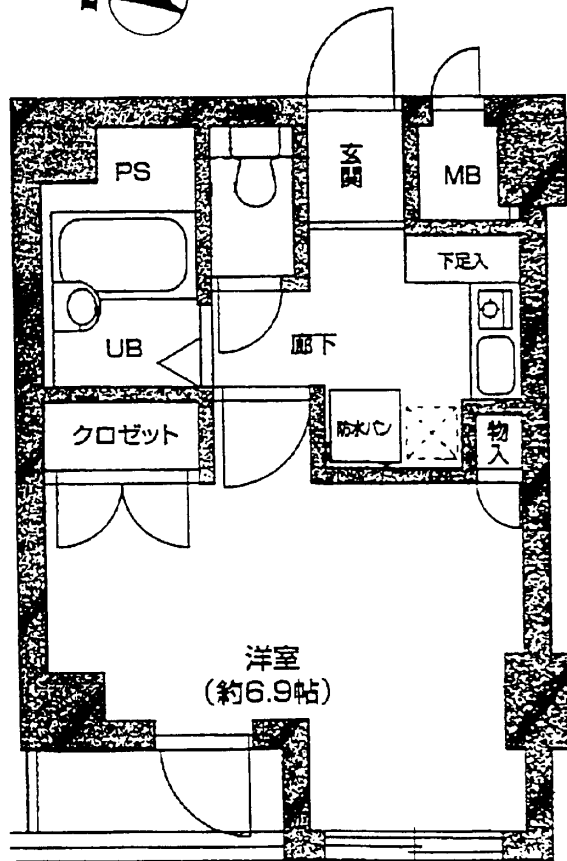 PS
玄
関
MB
下足入
UB
廊下
クロゼット
防水パン
物
入
洋室
(約6.9帖)